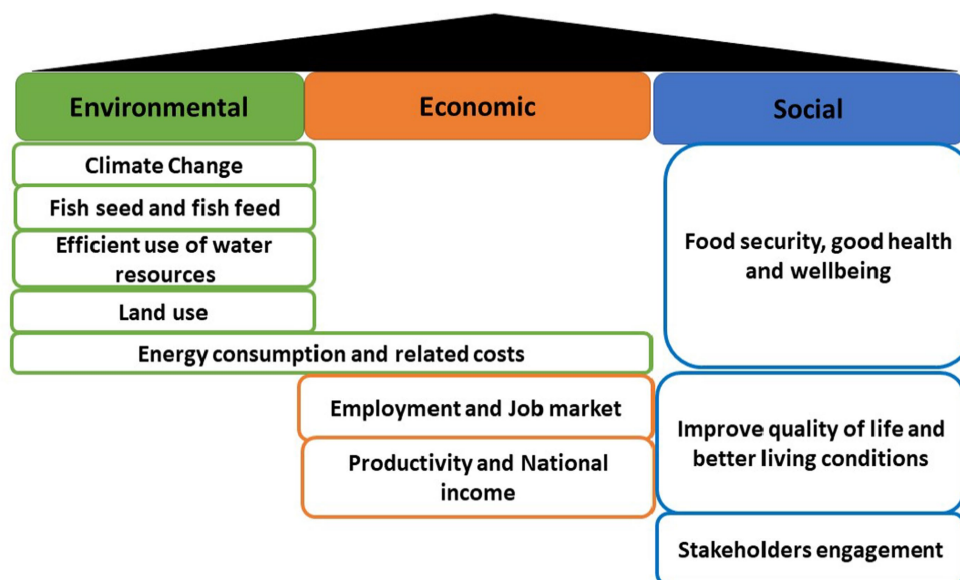 Environmental
Economic
Social
Climate Change
Fish seed and fish feed
Efficient use of water
resources
Land use
Energy consumption and related costs
Employment and Job market
Productivity and National
income
Food security, good health
and wellbeing
Improve quality of life and
better living conditions
Stakeholders engagement